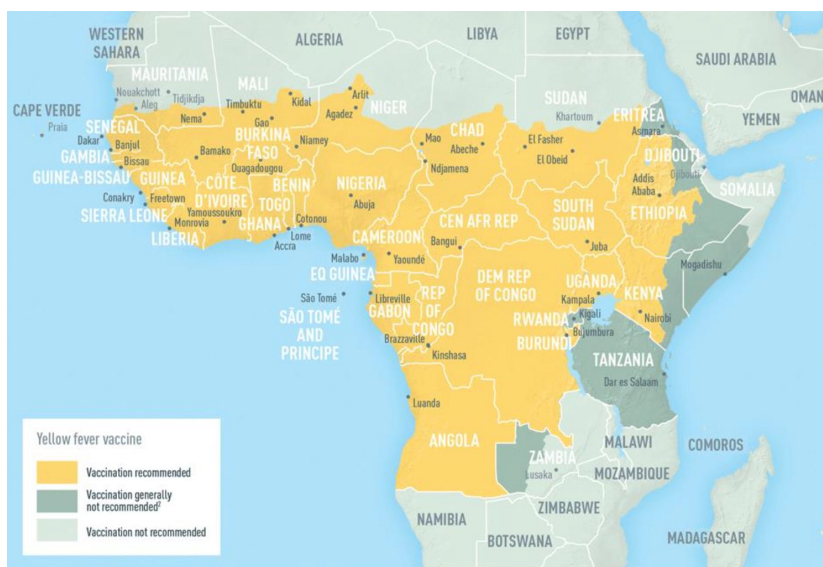 WESTERN
SAHARA
ALGERIA
LIBYA
EGYPT
SAUDI ARABIA
OMAN
YEMEN
MAURITANIA
Nouakchott
Tidjikdja
Aleg
MALI
Timbuktu
Kidal
Arlit
Agadez
NIGER
SUDAN
Khartoum
ERITREA
Asmara
CAPE VERDE
Praia
SENEGAL
Dakar
Nema
Gao
BURKINA
FASO
Niamey
CHAD
Mao
Abeche
El Fasher
El Obeid
DJIBOUTI
Djibouti
GAMBIA
Banjul
Bamako
Ouagadougou
Ndjamena
Addis
Ababa
SOMALIA
GUINEA-BISSAU
Bissau
GUINEA
CÔTE
D'IVOIRE
BENIN
TOGO
NIGERIA
Abuja
SOUTH
SUDAN
ETHIOPIA
Conakry
Freetown
SIERRA LEONE
Yamoussoukro
Monrovia
GHANA
Cotonou
Lome
Accra
LIBERIA
CAMEROON
CEN AFR REP
Bangui
Juba
Malabo
Yaoundé
Mogadishu
EQ GUINEA
DEM REP
OF CONGO
UGANDA
Kampala
KENYA
Nairobi
São Tomé
Libreville
GABON
REP
OF
CONGO
SÃO TOMÉ
AND
PRINCIPE
RWANDA
Kigali
Bujumbura
BURUNDI
Brazzaville
Kinshasa
TANZANIA
Dar es Salaam
Luanda
ANGOLA
ZAMBIA
Lusaka
MALAWI
COMOROS
MOZAMBIQUE
ZIMBABWE
NAMIBIA
BOTSWANA
MADAGASCAR
Yellow fever vaccine
Vaccination recommended
Vaccination generally
not recommended²
Vaccination not recommended